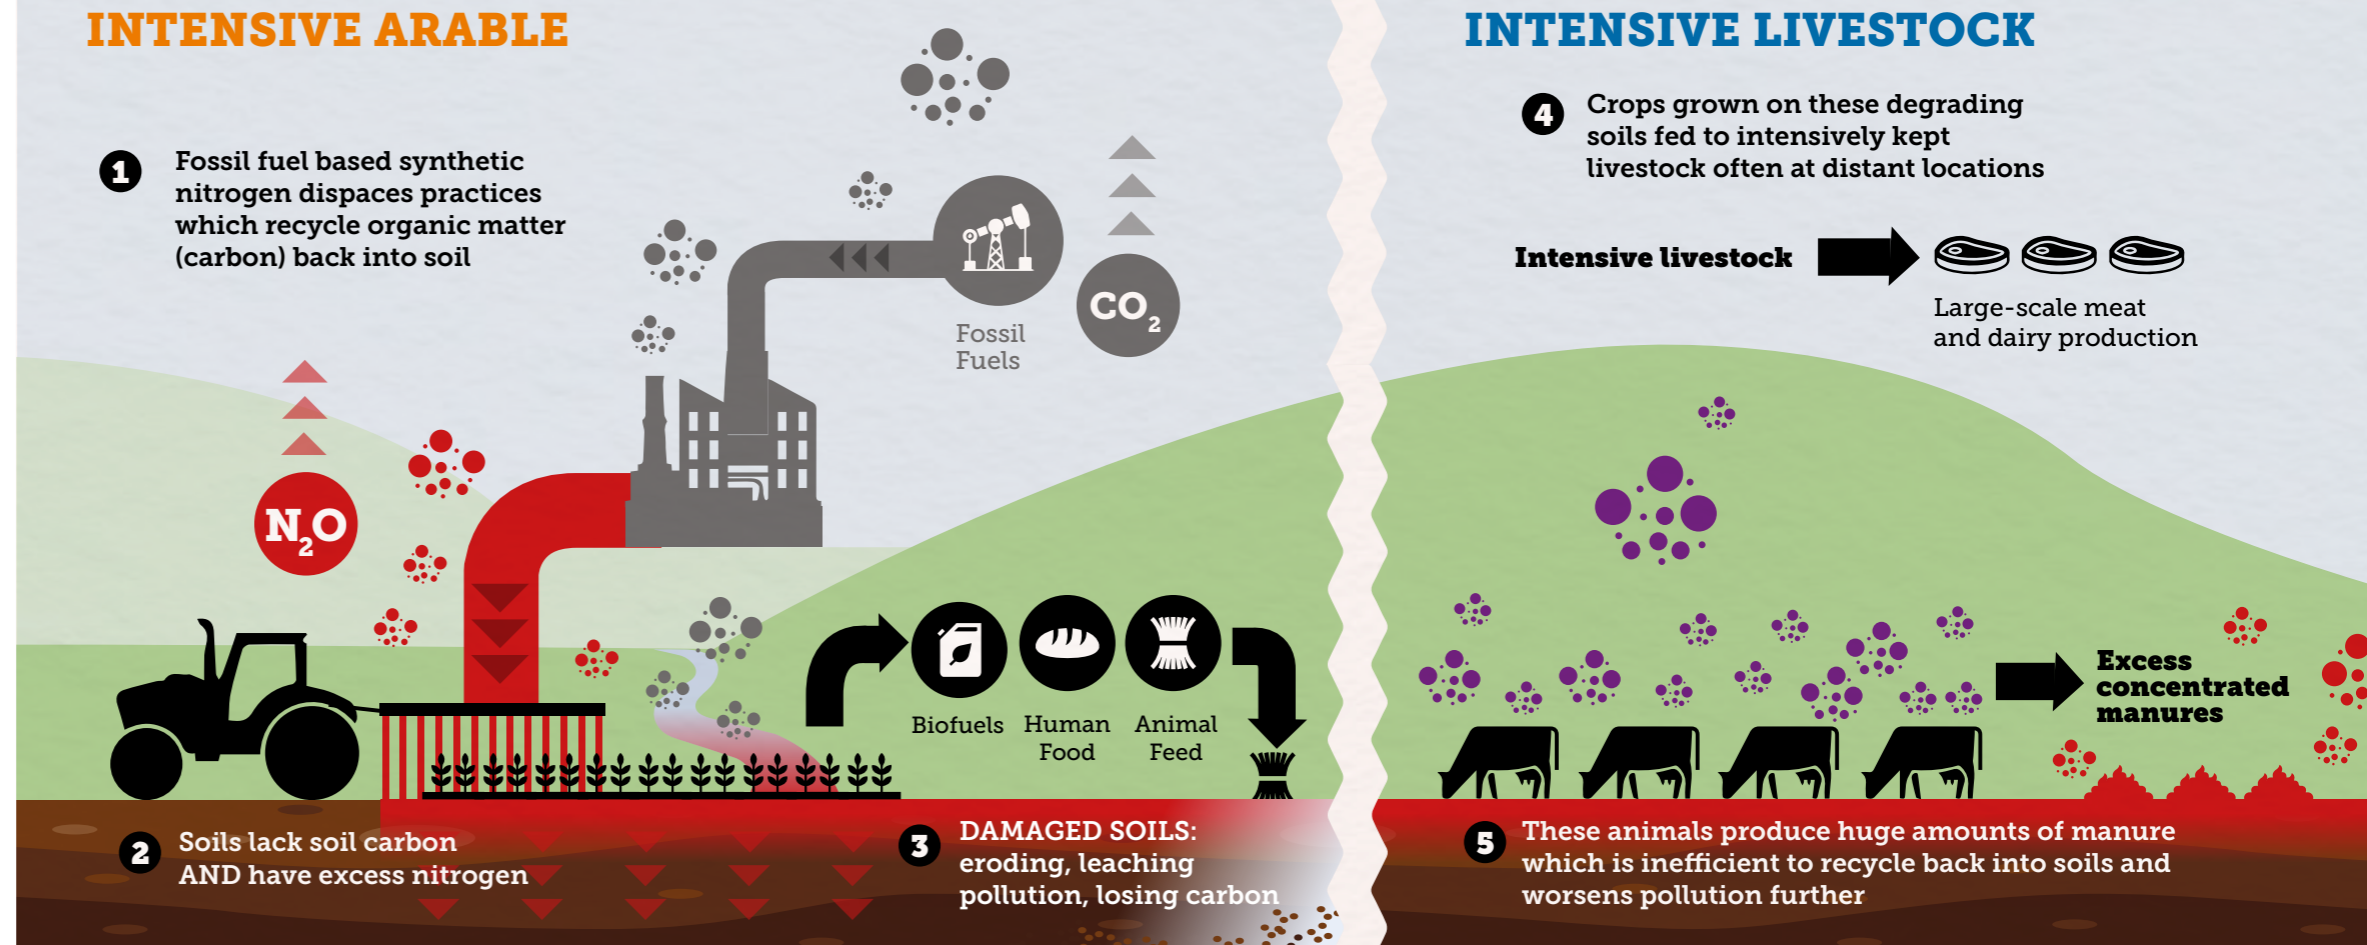 INTENSIVE ARABLE
1
Fossil fuel based synthetic
nitrogen dispaces practices
which recycle organic matter
(carbon) back into soil
Fossil
Fuels
CO2
N2O
Biofuels
Human
Food
Animal
Feed
2
Soils lack soil carbon
AND have excess nitrogen
3
DAMAGED SOILS:
eroding, leaching
pollution, losing carbon
INTENSIVE LIVESTOCK
4
Crops grown on these degrading
soils fed to intensively kept
livestock often at distant locations
Intensive livestock
Large-scale meat
and dairy production
Excess
concentrated
manures
5
These animals produce huge amounts of manure
which is inefficient to recycle back into soils and
worsens pollution further